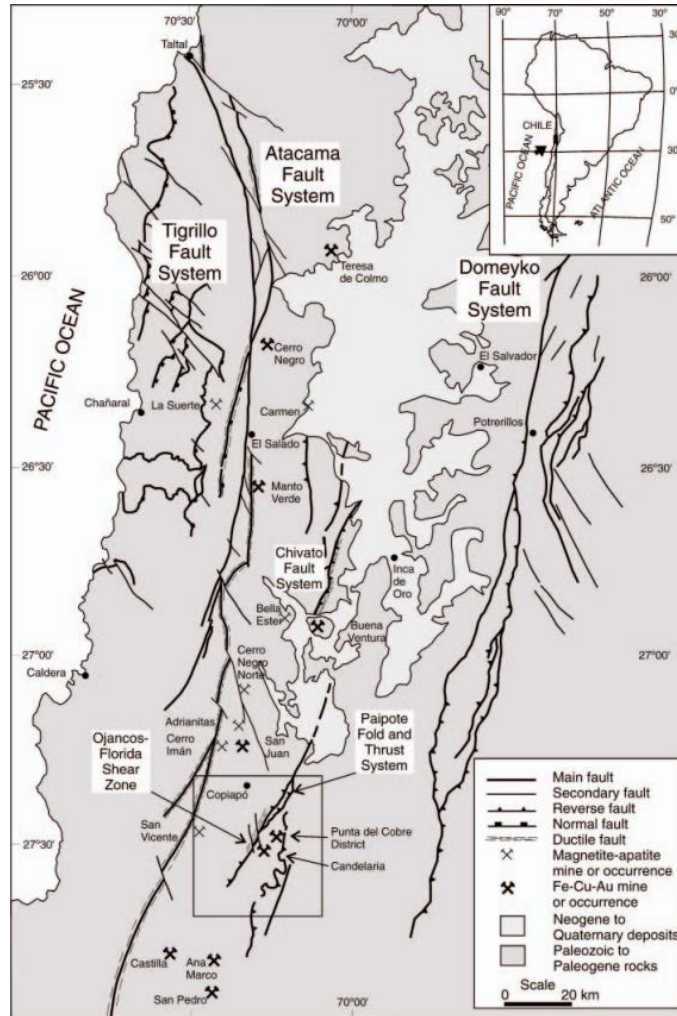 70°30'
70°00'
Taltal
25°30'
Atacama
Fault
System
Tigrillo
Fault
System
Teresa
de Colmo
26°00'
Domeyko
Fault
System
26°00'
PACIFIC OCEAN
Cerro
Negro
El Salvador
Chañaral
La Suerte
Carmen
Potrerillos
El Salado
26°30'
26°30'
Manto
Verde
Chivato
Fault
System
Inca
de Oro
Bella
Ester
Buena
Ventura
27°00'
27°00'
Caldera
Cerro
Negro
Norte
Adrianitas
Cerro
Imán
San
Juan
Paipote
Fold and
Thrust
System
Ojancos-
Florida
Shear
Zone
Copiapó
San
Vicente
Punta del Cobre
District
27°30'
Candelaria
Castilla
Ana
Marco
San Pedro
70°00'
90°
70°
50°
30°
30
0°
CHILE
30
50°
PACIFIC OCEAN
ATLANTIC OCEAN
Main fault
Secondary fault
Reverse fault
Normal fault
Ductile fault
Magnetite-apatite
mine or occurrence
Fe-Cu-Au mine
or occurrence
Neogene to
Quaternary deposits
Paleozoic to
Paleogene rocks
Scale
0 20 km